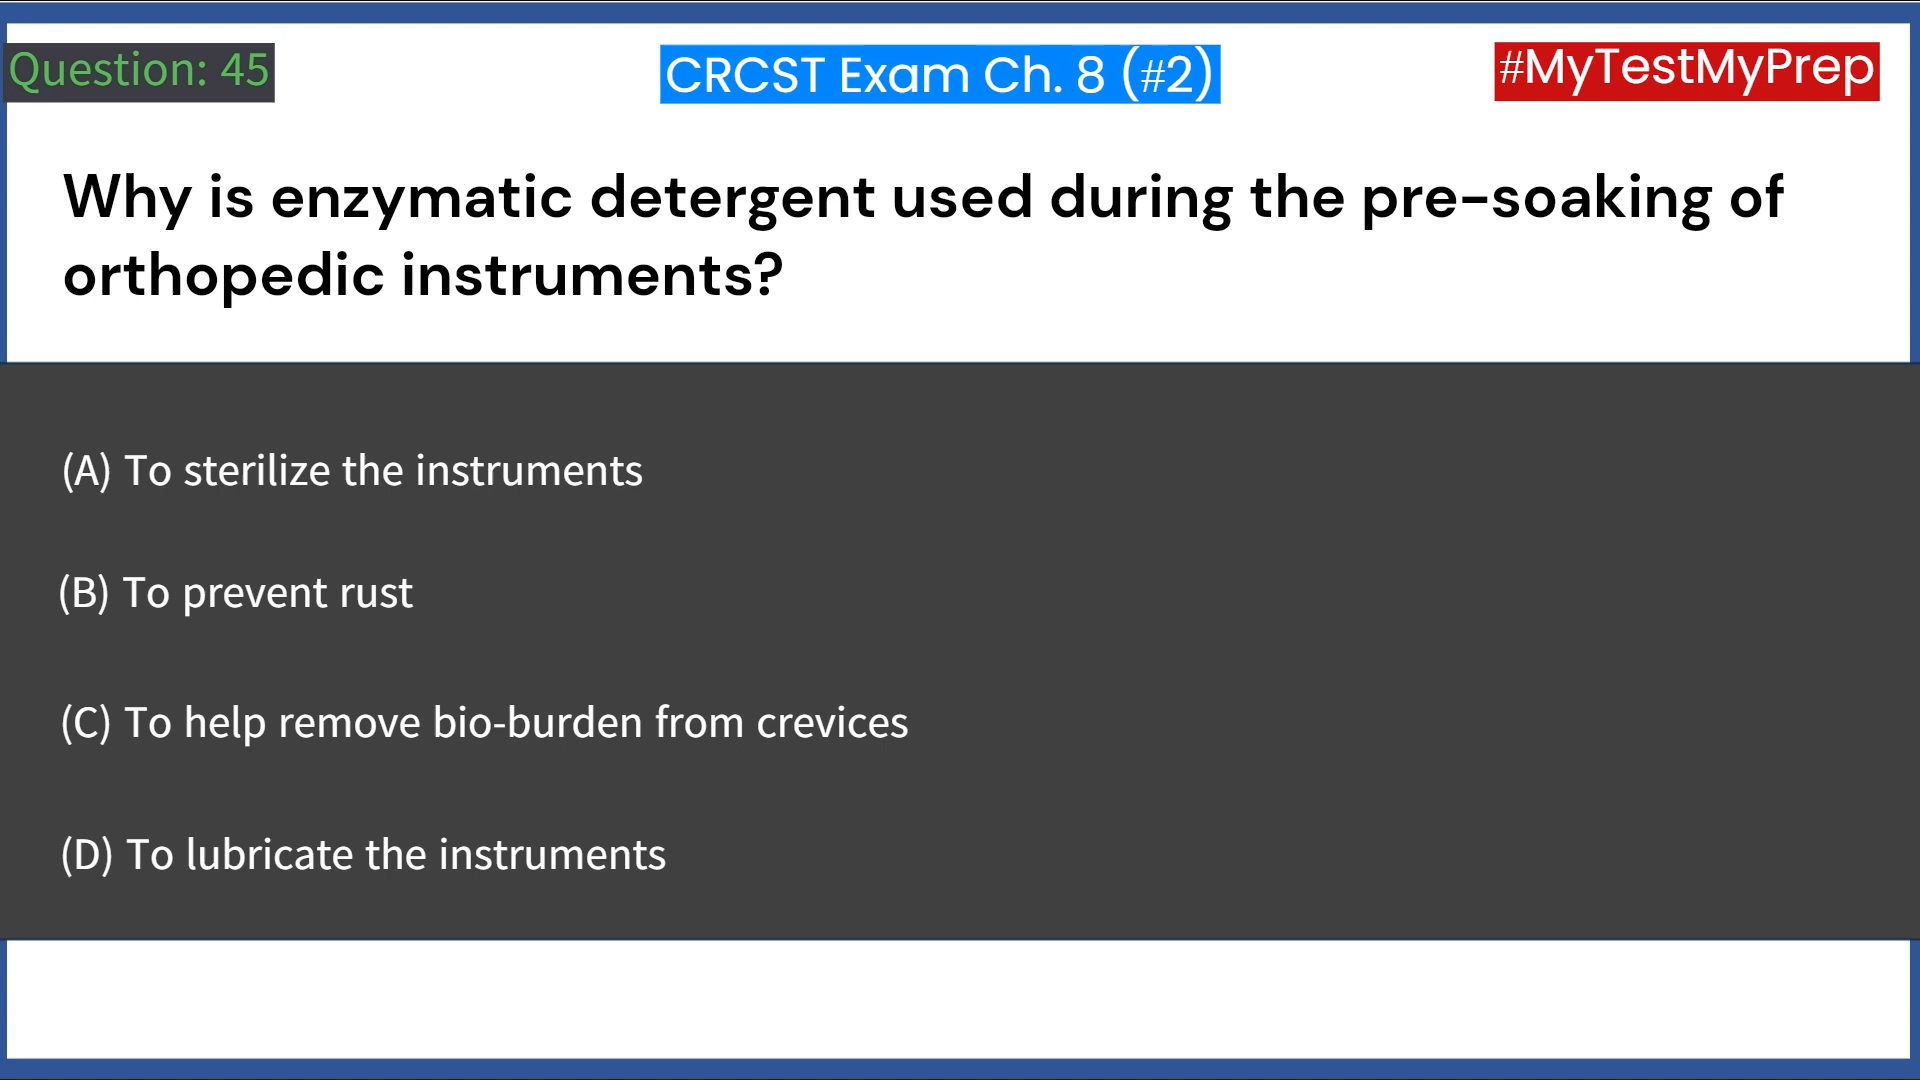 Question: 45
CRCST Exam Ch. 8 (#2)
#MyTestMyPrep
Why is enzymatic detergent used during the pre-soaking of
orthopedic instruments?
(A) To sterilize the instruments
(B) To prevent rust
(C) To help remove bio-burden from crevices
(D) To lubricate the instruments